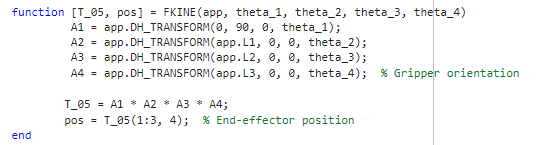 function [T_05, pos] = FKINE(app, theta_1, theta_2, theta_3, theta_4)
A1 = app.DH_TRANSFORM(0, 90, 0, theta_1);
A2 = app.DH_TRANSFORM(app.L1, 0, 0, theta_2);
A3 = app.DH_TRANSFORM(app.L2, 0, 0, theta_3);
A4 = app.DH_TRANSFORM(app.L3, 0, 0, theta_4);  % Gripper orientation
T_05 = A1 * A2 * A3 * A4;
pos = T_05(1:3, 4);  % End-effector position
end